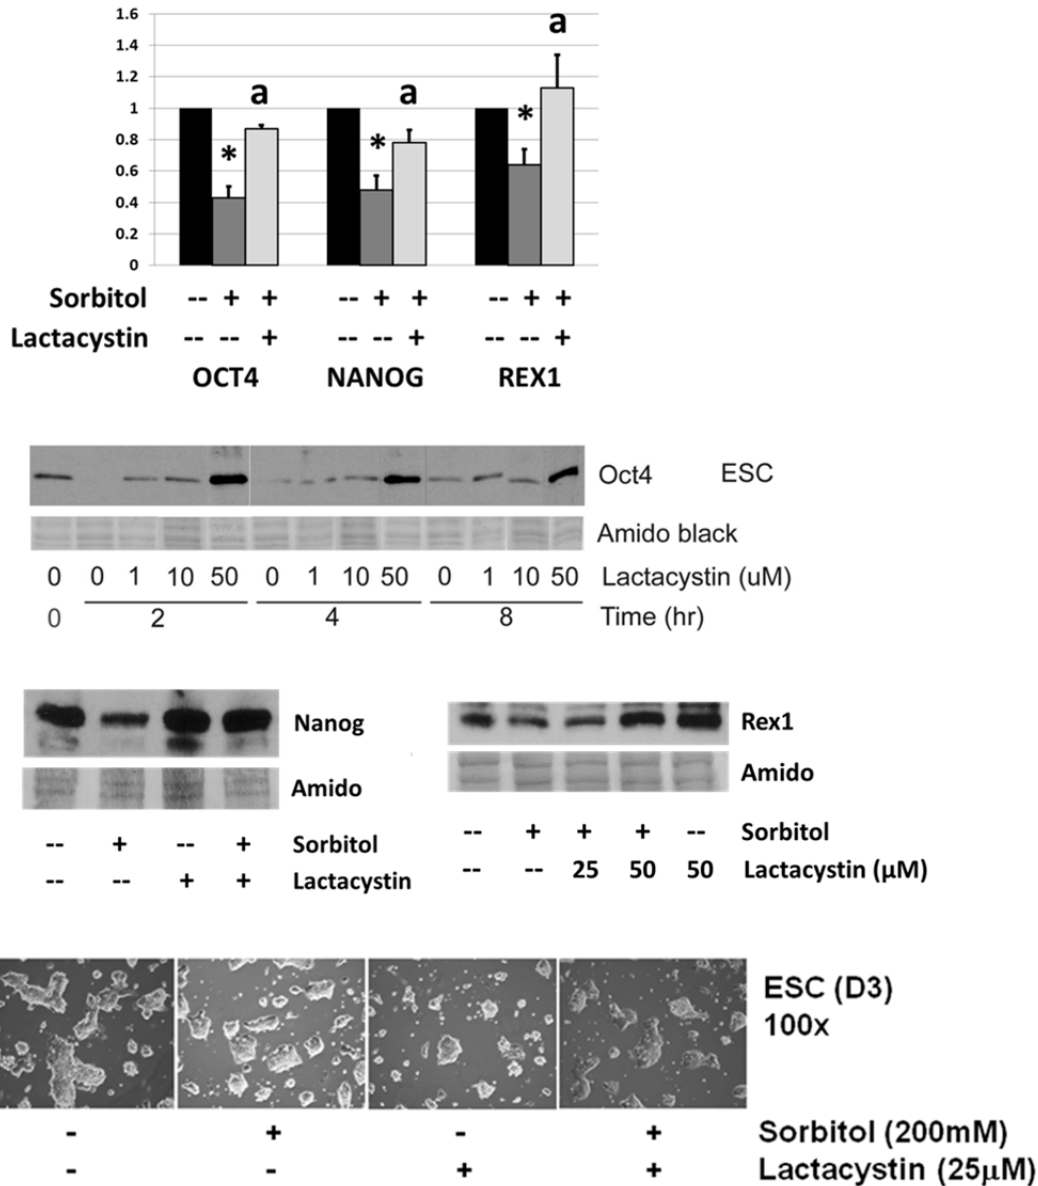 1.6
1.4
1.2
1
0.8
0.6
0.4
0.2
0
* a * a * a
Sorbitol -- + + -- + + -- + +
Lactacystin -- -- + -- -- + -- -- +
OCT4 NANOG REX1
Oct4 ESC
Amido black
0 0 1 10 50 0 1 10 50 0 1 10 50 Lactacystin (uM)
0 2 4 8 Time (hr)
Nanog
Amido
-- + -- + Sorbitol
-- -- + + Lactacystin
Rex1
Amido
-- + + + -- Sorbitol
-- -- 25 50 50 Lactacystin (μM)
ESC (D3)
100x
- + - + Sorbitol (200mM)
- - + + Lactacystin (25μM)